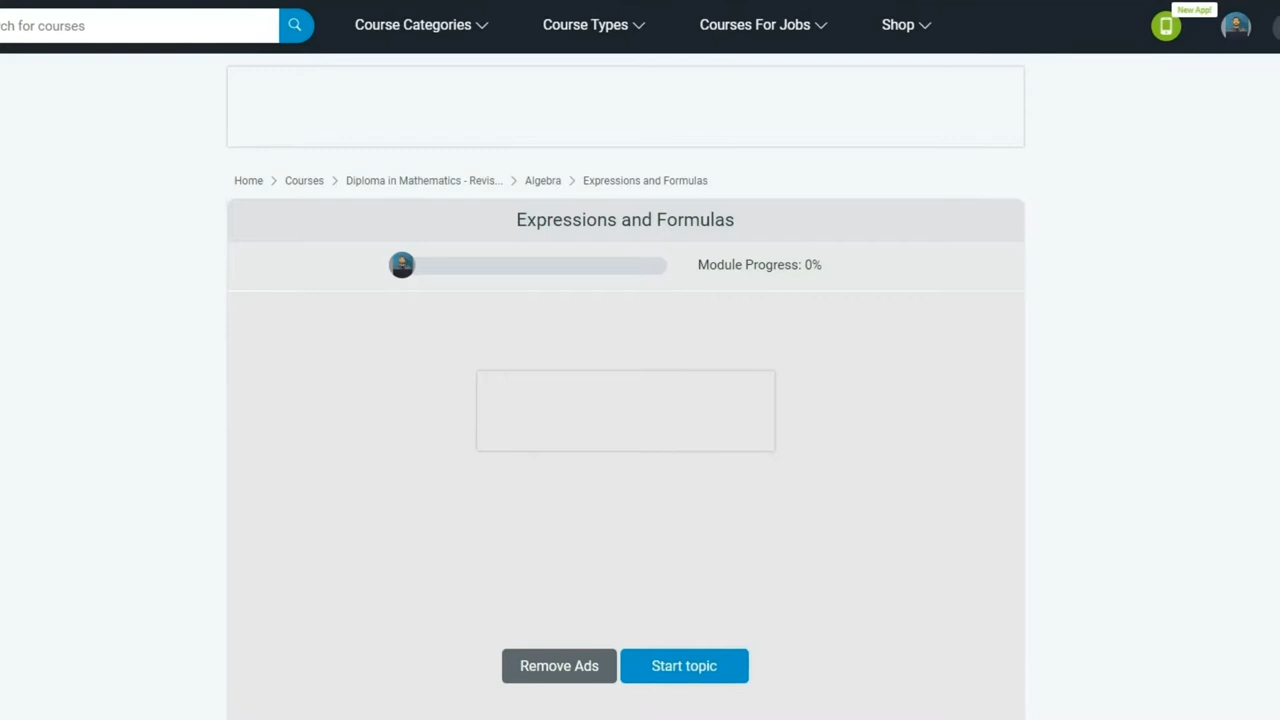 ch for courses
Course Categories
Course Types
Courses For Jobs
Shop
New App!
Home > Courses > Diploma in Mathematics - Revis... > Algebra > Expressions and Formulas
Expressions and Formulas
Module Progress: 0%
Remove Ads
Start topic